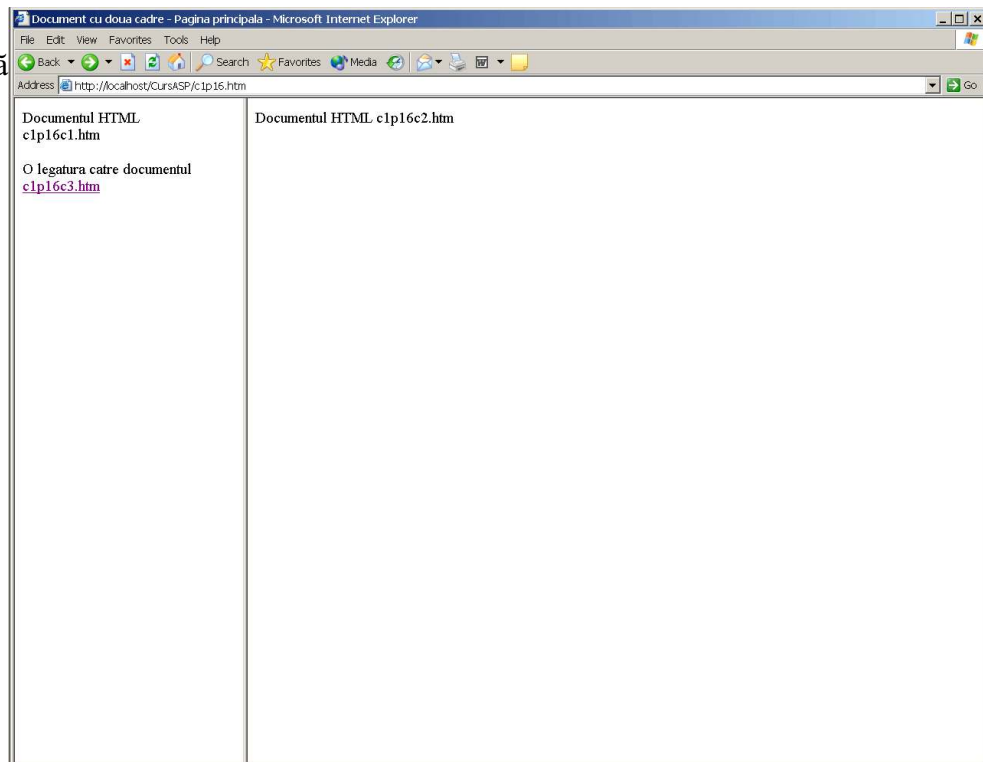 Document cu doua cadre - Pagina principala - Microsoft Internet Explorer
File Edit View Favorites Tools Help
ă
Back Search Favorites Media
Address http://localhost/CursASP/c1p16.htm Go
Documentul HTML
c1p16c1.htm
O legatura catre documentul
c1p16c3.htm
Documentul HTML c1p16c2.htm